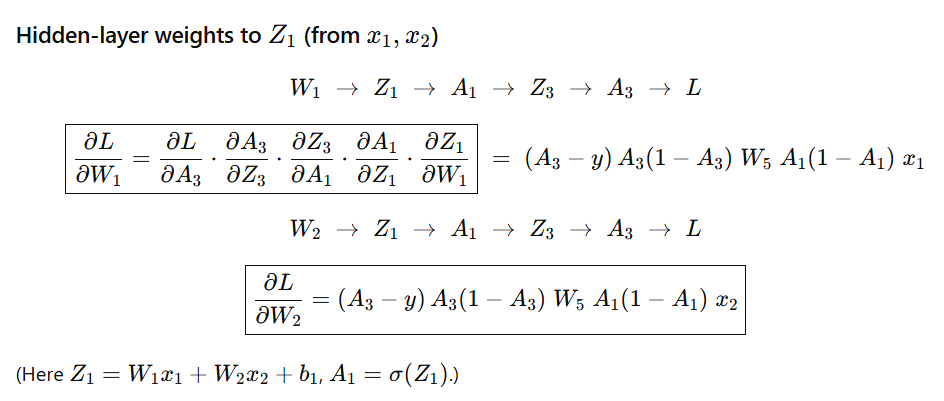 Hidden-layer weights to Z₁ (from x₁, x₂)
W₁ → Z₁ → A₁ → Z₃ → A₃ → L
∂L/∂W₁ = ∂L/∂A₃ · ∂A₃/∂Z₃ · ∂Z₃/∂A₁ · ∂A₁/∂Z₁ · ∂Z₁/∂W₁ = (A₃ − y) A₃(1 − A₃) W₅ A₁(1 − A₁) x₁
W₂ → Z₁ → A₁ → Z₃ → A₃ → L
∂L/∂W₂ = (A₃ − y) A₃(1 − A₃) W₅ A₁(1 − A₁) x₂
(Here Z₁ = W₁x₁ + W₂x₂ + b₁, A₁ = σ(Z₁).)